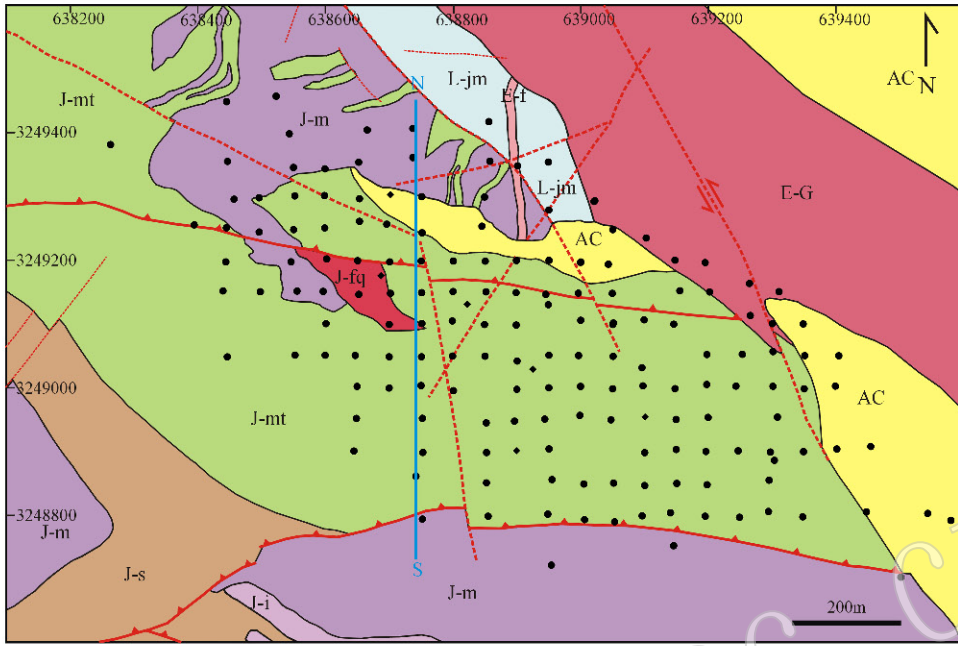 638200 638400 638600 638800 639000 639200 639400
N
AC
L-jm
N
E-f
J-mt
J-m
3249400
L-jm
E-G
AC
3249200
J-fq
3249000
AC
J-mt
3248800
J-m
J-s
S
J-m
J-i
200m